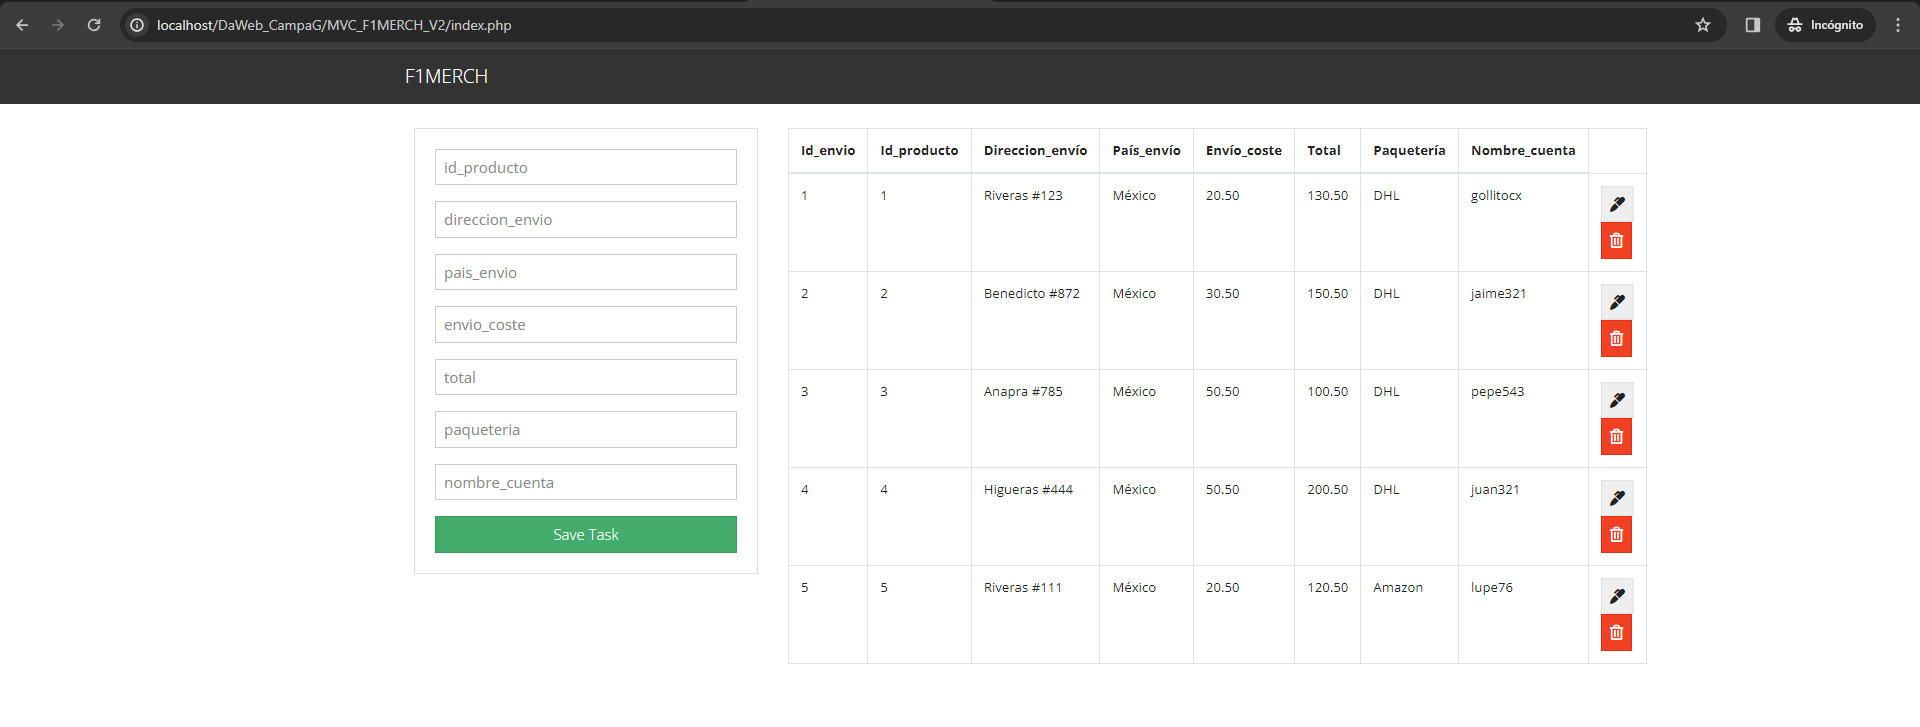 localhost/DaWeb_CampaG/MVC_F1MERCH_V2/index.php
Incógnito
F1MERCH
id_producto
direccion_envio
pais_envio
envio_coste
total
paqueteria
nombre_cuenta
Save Task
Id_envio Id_producto Direccion_envío País_envío Envío_coste Total Paquetería Nombre_cuenta
1 1 Riveras #123 México 20.50 130.50 DHL gollitocx
2 2 Benedicto #872 México 30.50 150.50 DHL jaime321
3 3 Anapra #785 México 50.50 100.50 DHL pepe543
4 4 Higueras #444 México 50.50 200.50 DHL juan321
5 5 Riveras #111 México 20.50 120.50 Amazon lupe76